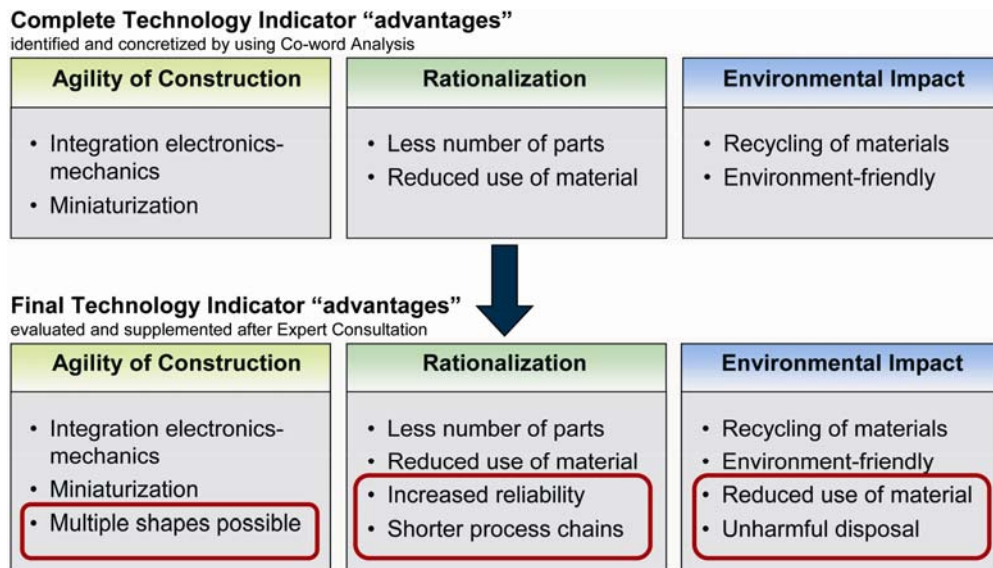 Complete Technology Indicator “advantages”
identified and concretized by using Co-word Analysis
Agility of Construction
• Integration electronics-
mechanics
• Miniaturization
Rationalization
• Less number of parts
• Reduced use of material
Environmental Impact
• Recycling of materials
• Environment-friendly
Final Technology Indicator “advantages”
evaluated and supplemented after Expert Consultation
Agility of Construction
• Integration electronics-
mechanics
• Miniaturization
• Multiple shapes possible
Rationalization
• Less number of parts
• Reduced use of material
• Increased reliability
• Shorter process chains
Environmental Impact
• Recycling of materials
• Environment-friendly
• Reduced use of material
• Unharmful disposal